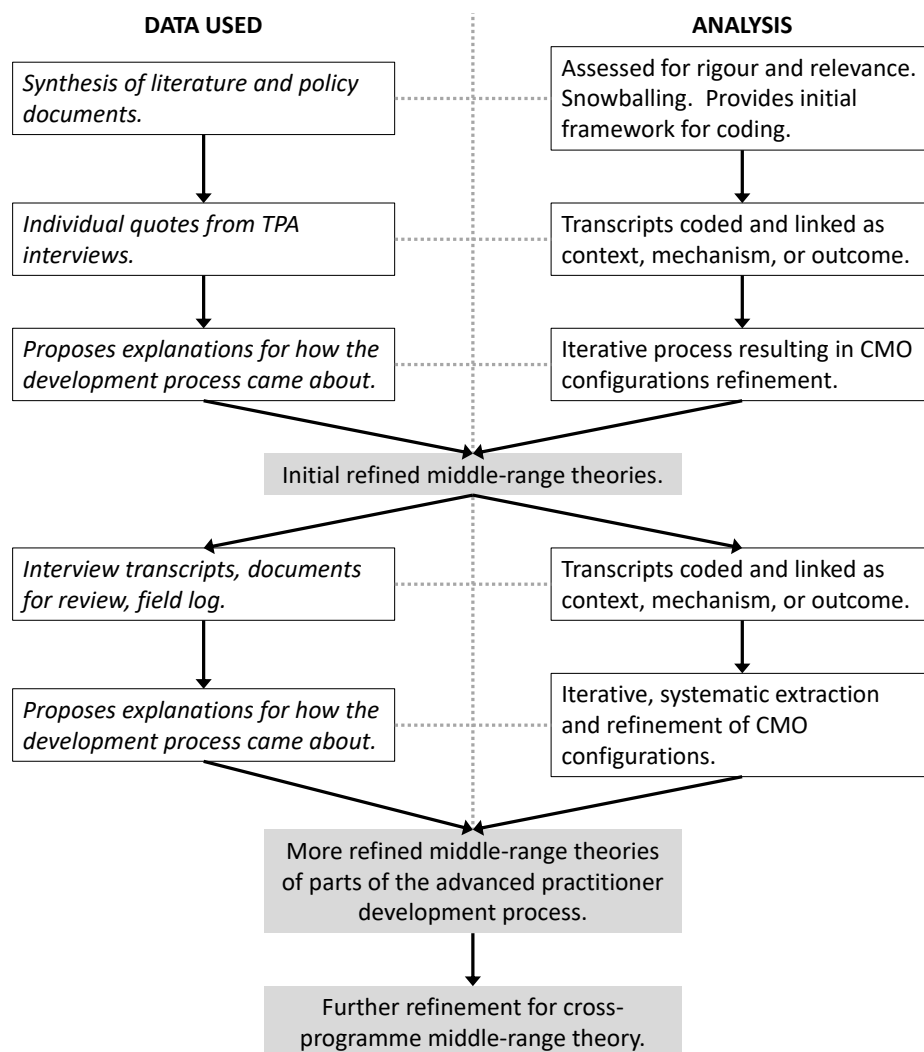 DATA USED
ANALYSIS
Synthesis of literature and policy
documents.
Assessed for rigour and relevance.
Snowballing.  Provides initial
framework for coding.
Individual quotes from TPA
interviews.
Transcripts coded and linked as
context, mechanism, or outcome.
Proposes explanations for how the
development process came about.
Iterative process resulting in CMO
configurations refinement.
Initial refined middle-range theories.
Interview transcripts, documents
for review, field log.
Transcripts coded and linked as
context, mechanism, or outcome.
Proposes explanations for how the
development process came about.
Iterative, systematic extraction
and refinement of CMO
configurations.
More refined middle-range theories
of parts of the advanced practitioner
development process.
Further refinement for cross-
programme middle-range theory.